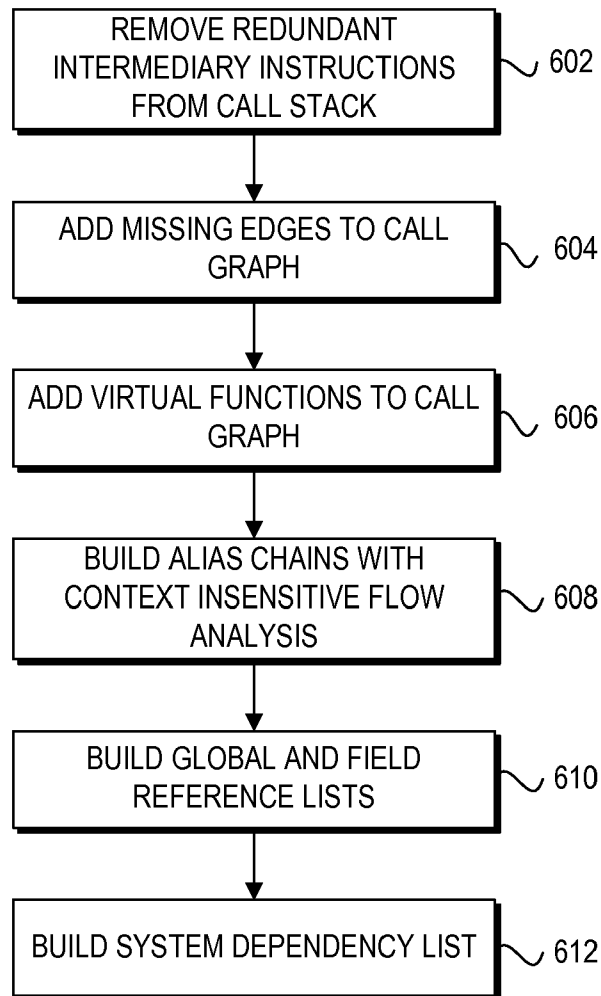 REMOVE REDUNDANT
INTERMEDIARY INSTRUCTIONS
FROM CALL STACK
602
ADD MISSING EDGES TO CALL
GRAPH
604
ADD VIRTUAL FUNCTIONS TO CALL
GRAPH
606
BUILD ALIAS CHAINS WITH
CONTEXT INSENSITIVE FLOW
ANALYSIS
608
BUILD GLOBAL AND FIELD
REFERENCE LISTS
610
BUILD SYSTEM DEPENDENCY LIST
612